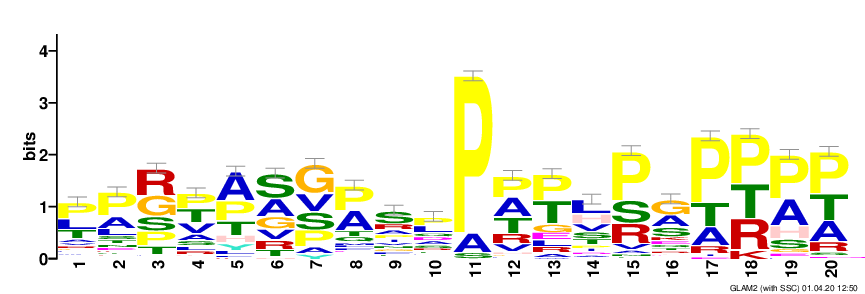 4
3
2
1
0
bits
P L T
P A
R G S P T
P T V A S
A P T Y
S A G V R T
G V S P
P A T
S R
P L
P A S
P A T R V
P T G
L H V S T
P S R V A
G A S
P T A R
P T R K
P A H S
P T A R
1 2 3 4 5 6 7 8 9 10 11 12 13 14 15 16 17 18 19 20
GLAM2 (with SSC) 01.04.20 12:50